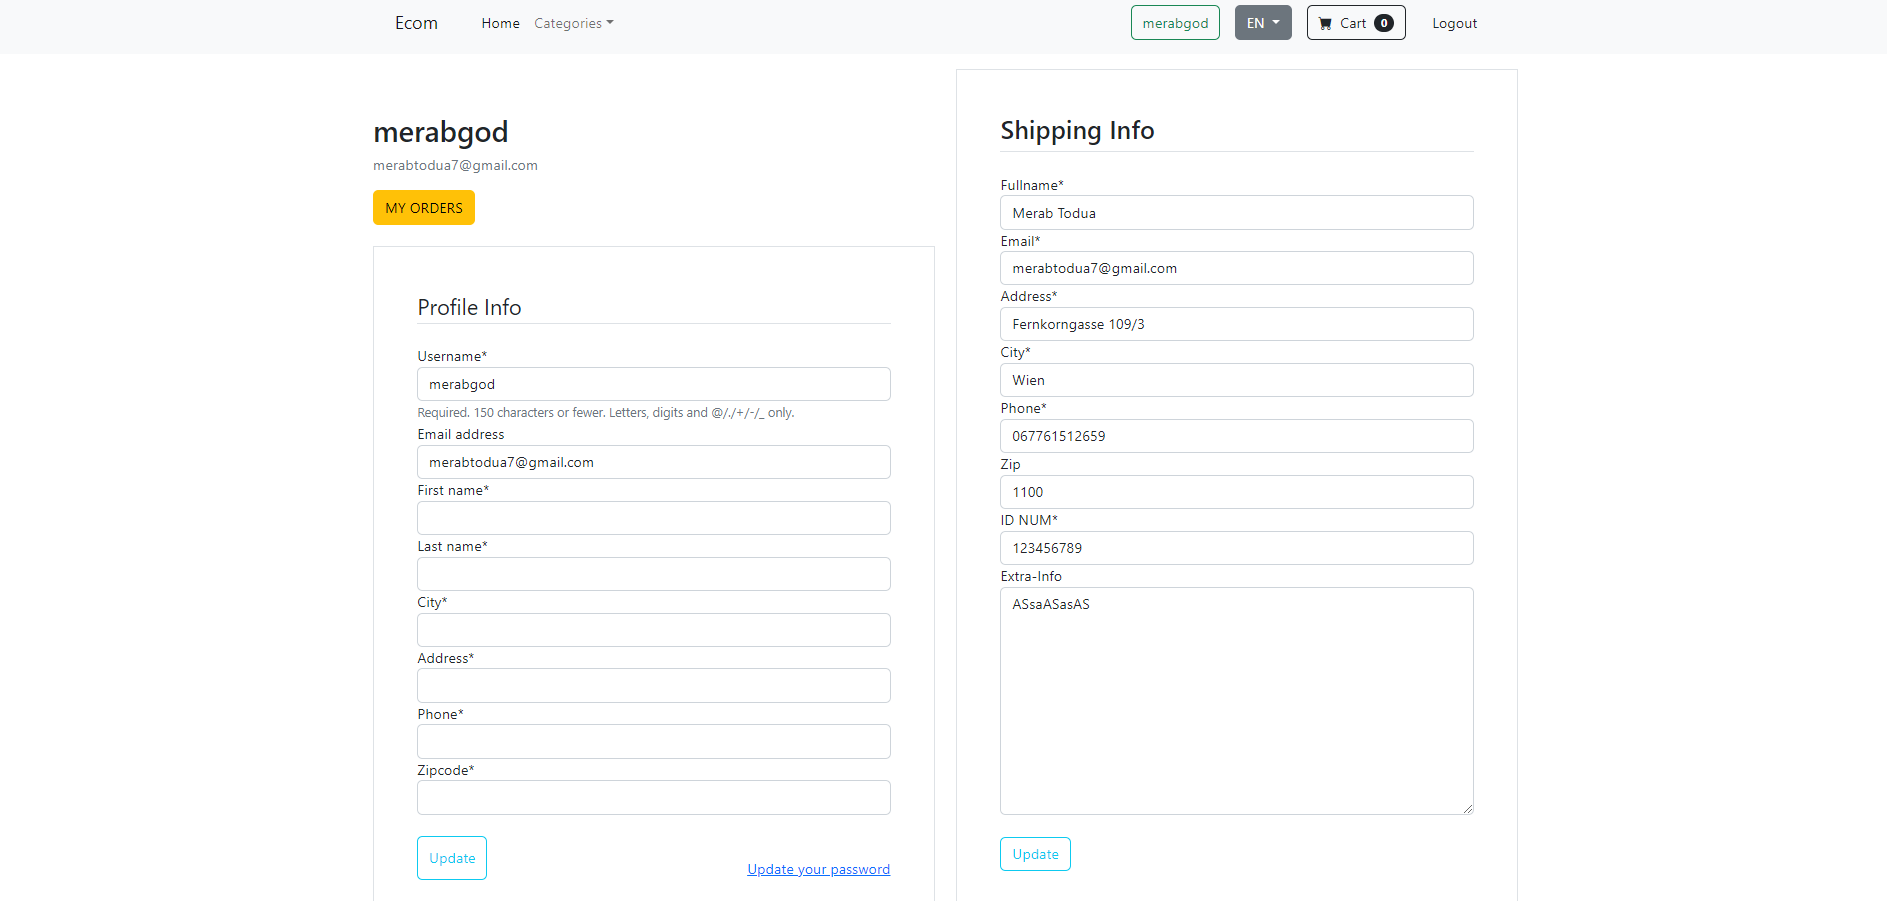 Ecom Home Categories merabgod EN Cart 0 Logout
merabgod
merabtodua7@gmail.com
MY ORDERS
Profile Info
Username*
merabgod
Required. 150 characters or fewer. Letters, digits and @/./+/-/_ only.
Email address
merabtodua7@gmail.com
First name*
Last name*
City*
Address*
Phone*
Zipcode*
Update
Update your password
Shipping Info
Fullname*
Merab Todua
Email*
merabtodua7@gmail.com
Address*
Fernkorngasse 109/3
City*
Wien
Phone*
067761512659
Zip
1100
ID NUM*
123456789
Extra-Info
ASsaASasAS
Update